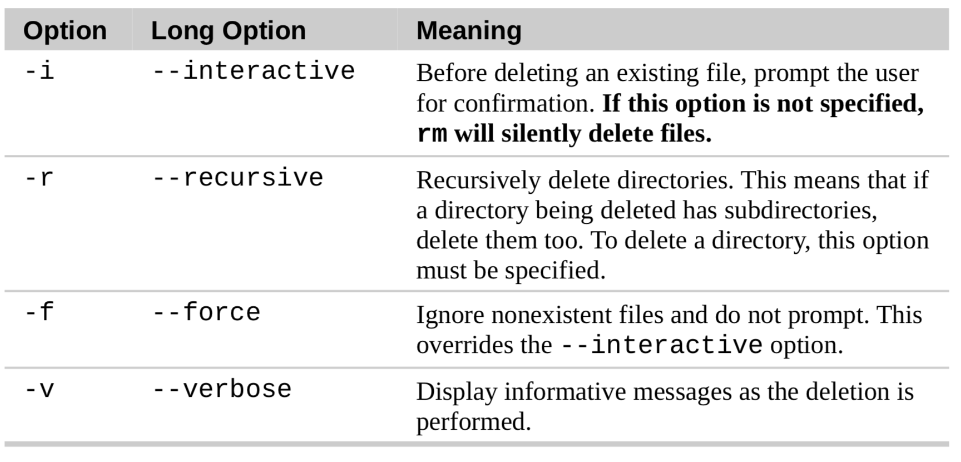 Option Long Option Meaning
-i --interactive Before deleting an existing file, prompt the user
for confirmation. If this option is not specified,
rm will silently delete files.
-r --recursive Recursively delete directories. This means that if
a directory being deleted has subdirectories,
delete them too. To delete a directory, this option
must be specified.
-f --force Ignore nonexistent files and do not prompt. This
overrides the --interactive option.
-v --verbose Display informative messages as the deletion is
performed.